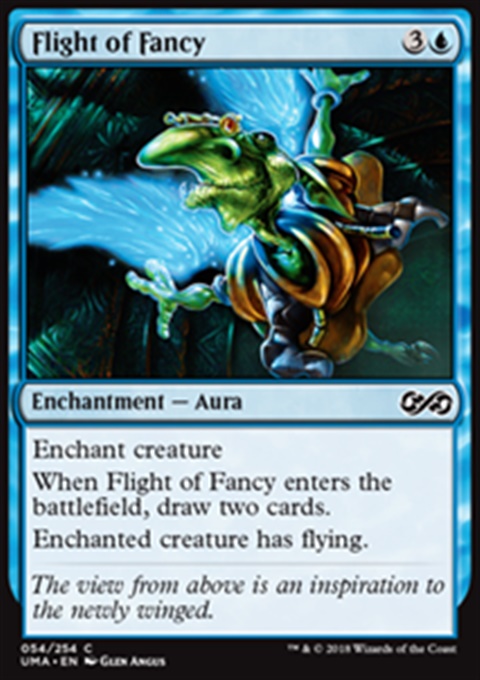 Flight of Fancy 3
Enchantment — Aura
Enchant creature
When Flight of Fancy enters the
battlefield, draw two cards.
Enchanted creature has flying.
The view from above is an inspiration to
the newly winged.
054/254 C
UMA • EN Glen Angus
™ & © 2018 Wizards of the Coast